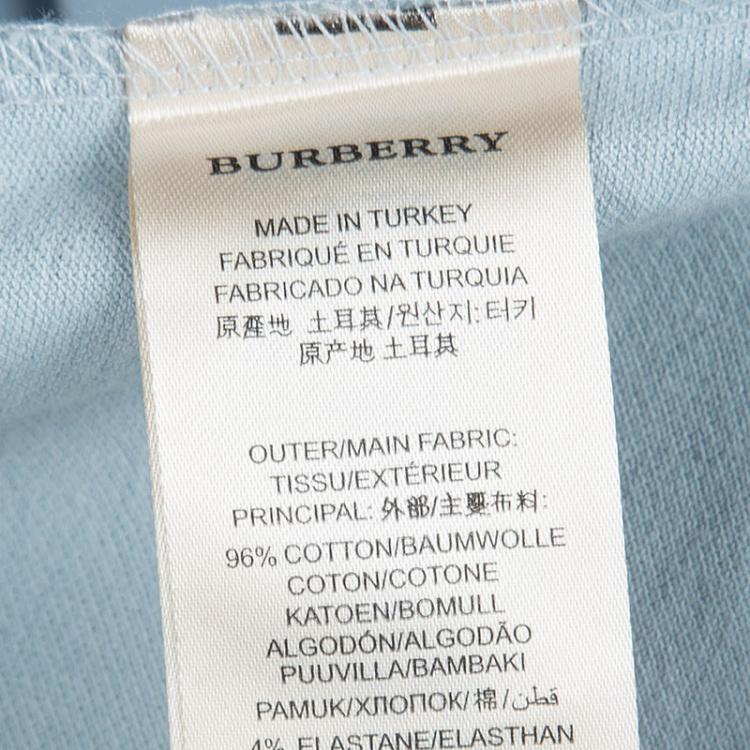 BURBERRY
MADE IN TURKEY
FABRIQUÉ EN TURQUIE
FABRICADO NA TURQUIA
原產地 土耳其/원산지: 터키
原产地 土耳其
OUTER/MAIN FABRIC:
TISSU/EXTÉRIEUR
PRINCIPAL: 外部/主要布料:
96% COTTON/BAUMWOLLE
COTON/COTONE
KATOEN/BOMULL
ALGODÓN/ALGODÃO
PUUVILLA/BAMBAKI
PAMUK/ХЛОПОК/棉/قطن
4% ELASTANE/ELASTHAN